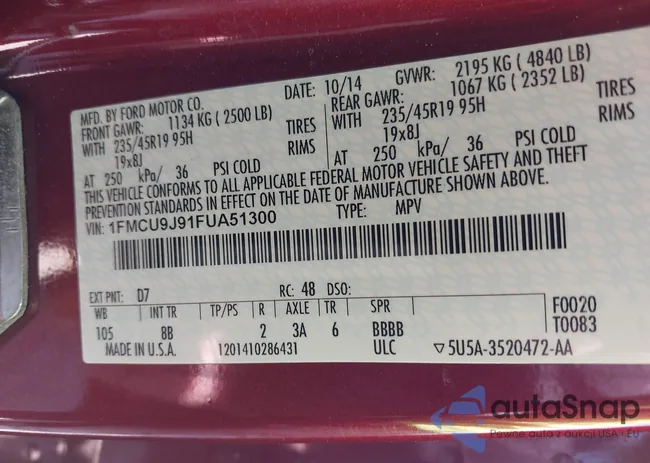 MFD. BY FORD MOTOR CO.
DATE: 10/14
GVWR: 2195 KG ( 4840 LB)
FRONT GAWR: 1134 KG ( 2500 LB)
REAR GAWR: 1067 KG ( 2352 LB)
WITH 235/45R19 95H TIRES
WITH 235/45R19 95H TIRES
19x8J RIMS
19x8J RIMS
AT 250 kPa/ 36 PSI COLD
AT 250 kPa/ 36 PSI COLD
THIS VEHICLE CONFORMS TO ALL APPLICABLE FEDERAL MOTOR VEHICLE SAFETY AND THEFT
PREVENTION STANDARDS IN EFFECT ON THE DATE OF MANUFACTURE SHOWN ABOVE.
VIN: 1FMCU9J91FUA51300
TYPE: MPV
EXT PNT: D7
RC: 48 DSO:
WB INT TR TP/PS R AXLE TR SPR
105 8B 2 3A 6 BBBB
F0020
T0083
MADE IN U.S.A.
1201410286431
ULC
▽5U5A-3520472-AA
autaSnap
Pewne auta z aukcji USA i EU